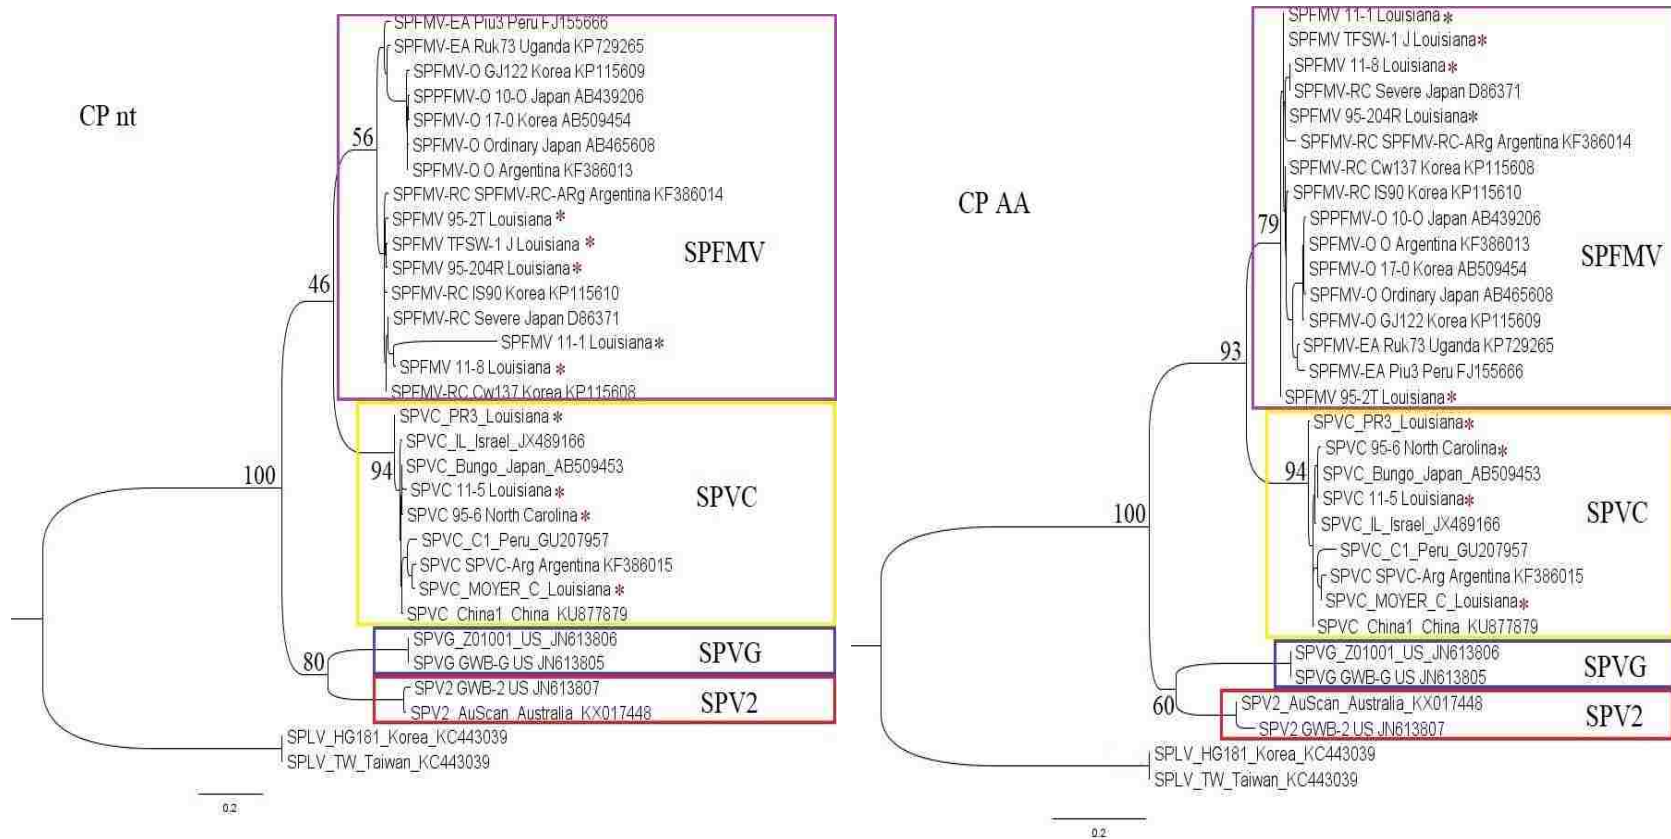 CP nt
SPFMV-EA Piu3 Peru FJ155666
SPFMV-EA Ruk73 Uganda KP729265
SPFMV-O GJ122 Korea KP115609
SPPFMV-O 10-O Japan AB439206
SPFMV-O 17-0 Korea AB509454
SPFMV-O Ordinary Japan AB465608
SPFMV-O O Argentina KF386013
SPFMV-RC SPFMV-RC-ARg Argentina KF386014
SPFMV 95-2T Louisiana *
SPFMV TFSW-1 J Louisiana *
SPFMV 95-204R Louisiana *
SPFMV-RC IS90 Korea KP115610
SPFMV-RC Severe Japan D86371
SPFMV 11-1 Louisiana *
SPFMV 11-8 Louisiana *
SPFMV-RC Cw137 Korea KP115608
SPFMV
56
46
SPVC_PR3_Louisiana *
SPVC_IL_Israel_JX489166
SPVC_Bungo_Japan_AB509453
SPVC 11-5 Louisiana *
SPVC 95-6 North Carolina *
SPVC_C1_Peru_GU207957
SPVC SPVC-Arg Argentina KF386015
SPVC_MOYER_C_Louisiana *
SPVC_China1_China_KU877879
SPVC
94
100
SPVG_Z01001_US_JN613806
SPVG GWB-G US JN613805
SPVG
80
SPV2 GWB-2 US JN613807
SPV2_AuScan_Australia_KX017448
SPV2
SPLV_HG181_Korea_KC443039
SPLV_TW_Taiwan_KC443039
0.2
CP AA
SPFMV 11-1 Louisiana *
SPFMV TFSW-1 J Louisiana *
SPFMV 11-8 Louisiana *
SPFMV-RC Severe Japan D86371
SPFMV 95-204R Louisiana *
SPFMV-RC SPFMV-RC-ARg Argentina KF386014
SPFMV-RC Cw137 Korea KP115608
SPFMV-RC IS90 Korea KP115610
SPPFMV-O 10-O Japan AB439206
SPFMV-O O Argentina KF386013
SPFMV-O 17-0 Korea AB509454
SPFMV-O Ordinary Japan AB465608
SPFMV-O GJ122 Korea KP115609
SPFMV-EA Ruk73 Uganda KP729265
SPFMV-EA Piu3 Peru FJ155666
SPFMV 95-2T Louisiana *
SPFMV
79
93
SPVC_PR3_Louisiana *
SPVC 95-6 North Carolina *
SPVC_Bungo_Japan_AB509453
SPVC 11-5 Louisiana *
SPVC_IL_Israel_JX489166
SPVC_C1_Peru_GU207957
SPVC SPVC-Arg Argentina KF386015
SPVC_MOYER_C_Louisiana *
SPVC_China1_China_KU877879
SPVC
94
100
SPVG_Z01001_US_JN613806
SPVG GWB-G US JN613805
SPVG
60
SPV2_AuScan_Australia_KX017448
SPV2 GWB-2 US JN613807
SPV2
SPLV_HG181_Korea_KC443039
SPLV_TW_Taiwan_KC443039
0.2